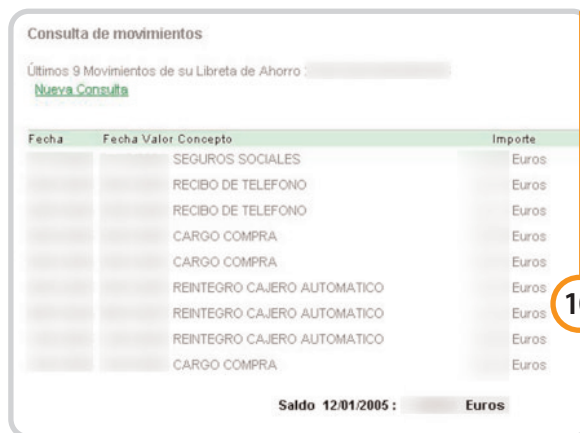 Consulta de movimientos
Últimos 9 Movimientos de su Libreta de Ahorro :
Nueva Consulta
Fecha Fecha Valor Concepto Importe
SEGUROS SOCIALES Euros
RECIBO DE TELEFONO Euros
RECIBO DE TELEFONO Euros
CARGO COMPRA Euros
CARGO COMPRA Euros
REINTEGRO CAJERO AUTOMATICO Euros
REINTEGRO CAJERO AUTOMATICO Euros
REINTEGRO CAJERO AUTOMATICO Euros
CARGO COMPRA Euros
Saldo 12/01/2005 : Euros